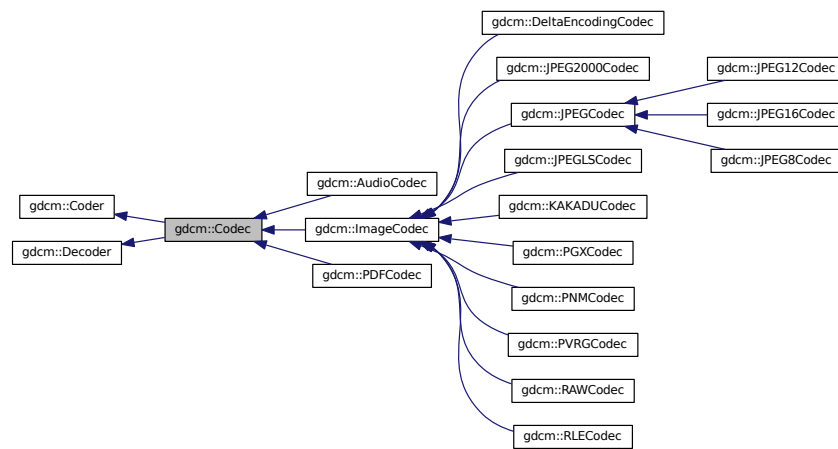 gdcm::DeltaEncodingCodec
gdcm::JPEG2000Codec
gdcm::JPEG12Codec
gdcm::JPEGCodec
gdcm::JPEG16Codec
gdcm::JPEGLSCodec
gdcm::JPEG8Codec
gdcm::AudioCodec
gdcm::Coder
gdcm::KAKADUCodec
gdcm::Codec
gdcm::ImageCodec
gdcm::Decoder
gdcm::PGXCodec
gdcm::PDFCodec
gdcm::PNMCodec
gdcm::PVRGCodec
gdcm::RAWCodec
gdcm::RLECodec